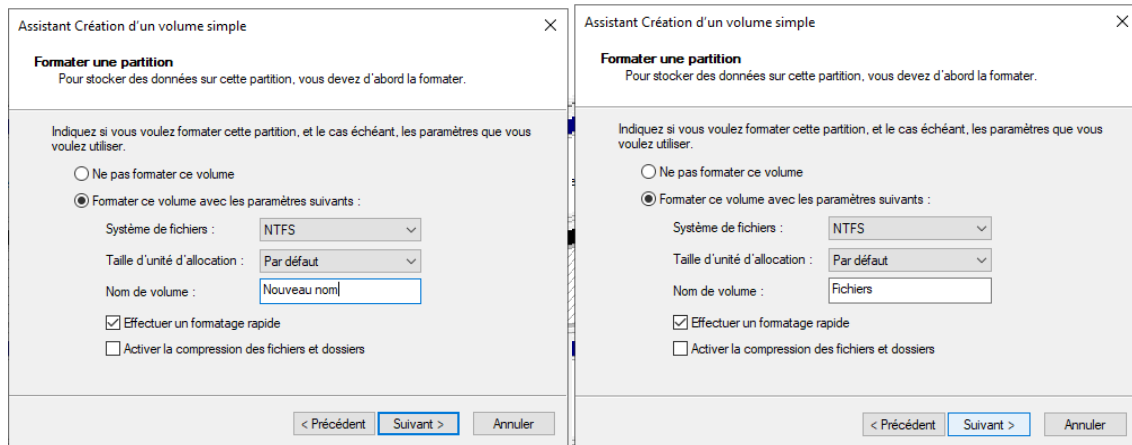 Assistant Création d'un volume simple
Formater une partition
Pour stocker des données sur cette partition, vous devez d'abord la formater.
Indiquez si vous voulez formater cette partition, et le cas échéant, les paramètres que vous
voulez utiliser.
Ne pas formater ce volume
Formater ce volume avec les paramètres suivants :
Système de fichiers : NTFS
Taille d'unité d'allocation : Par défaut
Nom de volume : Nouveau nom
Effectuer un formatage rapide
Activer la compression des fichiers et dossiers
< Précédent Suivant > Annuler
Assistant Création d'un volume simple
Formater une partition
Pour stocker des données sur cette partition, vous devez d'abord la formater.
Indiquez si vous voulez formater cette partition, et le cas échéant, les paramètres que vous
voulez utiliser.
Ne pas formater ce volume
Formater ce volume avec les paramètres suivants :
Système de fichiers : NTFS
Taille d'unité d'allocation : Par défaut
Nom de volume : Fichiers
Effectuer un formatage rapide
Activer la compression des fichiers et dossiers
< Précédent Suivant > Annuler